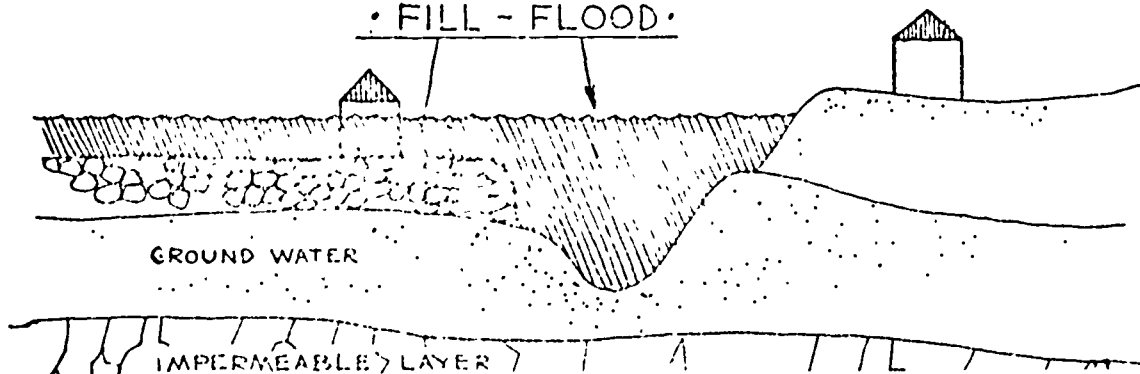 · FILL - FLOOD ·
GROUND WATER
IMPERMEABLE LAYER